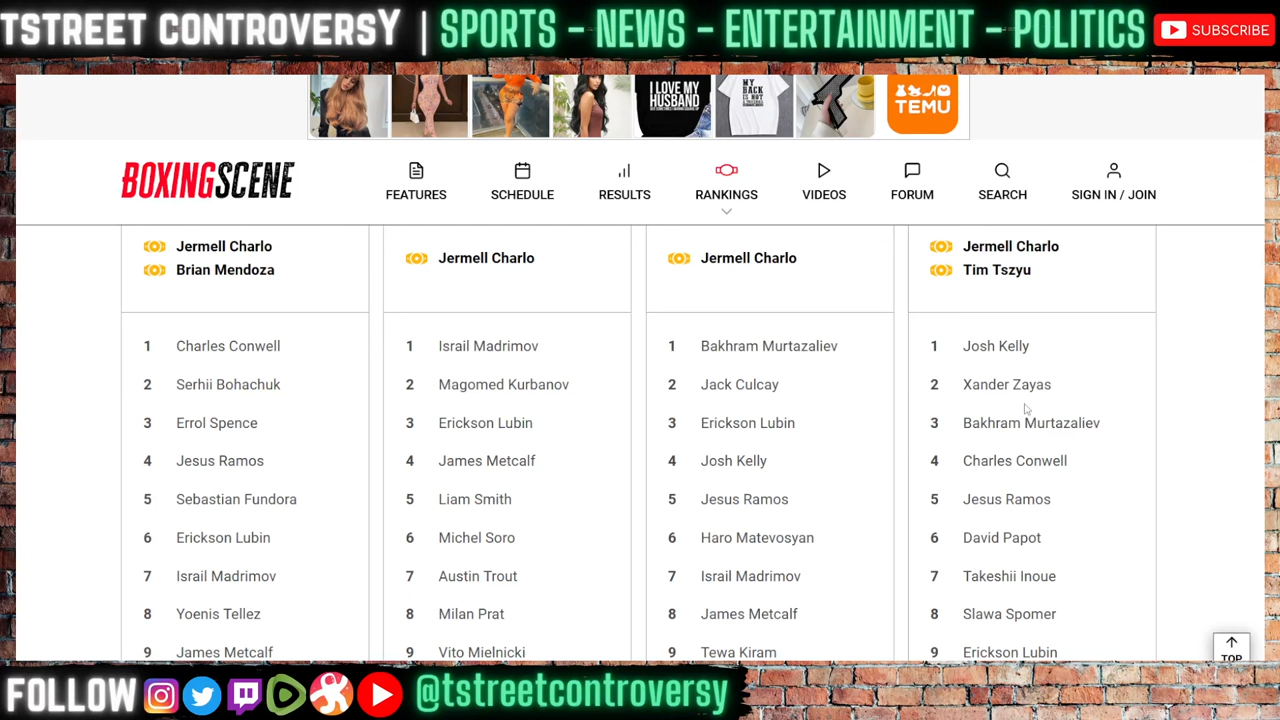 TSTREET CONTROVERSY | SPORTS - NEWS - ENTERTAINMENT - POLITICS
SUBSCRIBE
I LOVE MY
HUSBAND
MY
BACK IS
NOT
TEMU
BOXINGSCENE
FEATURES SCHEDULE RESULTS RANKINGS VIDEOS FORUM SEARCH SIGN IN / JOIN
Jermell Charlo
Brian Mendoza
1 Charles Conwell
2 Serhii Bohachuk
3 Errol Spence
4 Jesus Ramos
5 Sebastian Fundora
6 Erickson Lubin
7 Israil Madrimov
8 Yoenis Tellez
9 James Metcalf
Jermell Charlo
1 Israil Madrimov
2 Magomed Kurbanov
3 Erickson Lubin
4 James Metcalf
5 Liam Smith
6 Michel Soro
7 Austin Trout
8 Milan Prat
9 Vito Mielnicki
Jermell Charlo
1 Bakhram Murtazaliev
2 Jack Culcay
3 Erickson Lubin
4 Josh Kelly
5 Jesus Ramos
6 Haro Matevosyan
7 Israil Madrimov
8 James Metcalf
9 Tewa Kiram
Jermell Charlo
Tim Tszyu
1 Josh Kelly
2 Xander Zayas
3 Bakhram Murtazaliev
4 Charles Conwell
5 Jesus Ramos
6 David Papot
7 Takeshii Inoue
8 Slawa Spomer
9 Erickson Lubin
TOP
FOLLOW @tstreetcontroversy